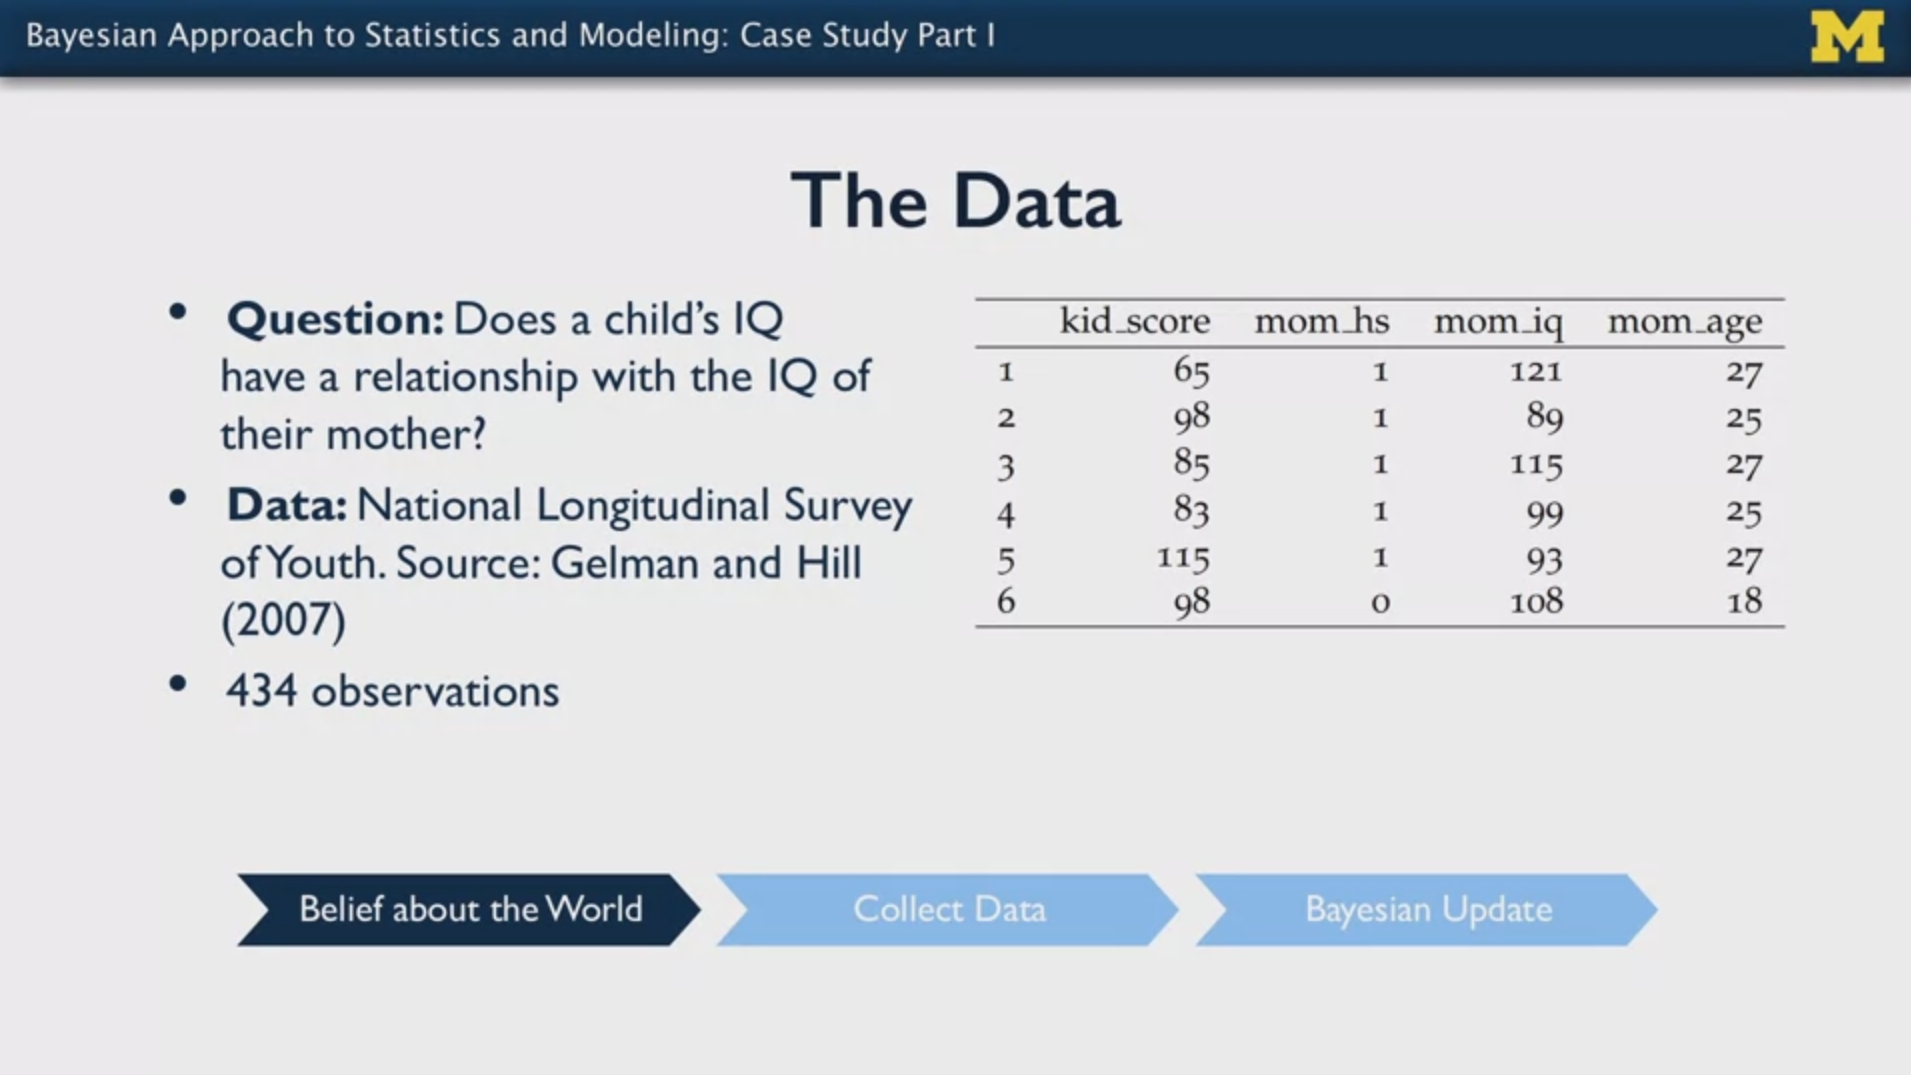 Bayesian Approach to Statistics and Modeling: Case Study Part I
M
The Data
• Question: Does a child's IQ
have a relationship with the IQ of
their mother?
• Data: National Longitudinal Survey
of Youth. Source: Gelman and Hill
(2007)
• 434 observations
kid_score mom_hs mom_iq mom_age
1 65 1 121 27
2 98 1 89 25
3 85 1 115 27
4 83 1 99 25
5 115 1 93 27
6 98 0 108 18
Belief about the World
Collect Data
Bayesian Update